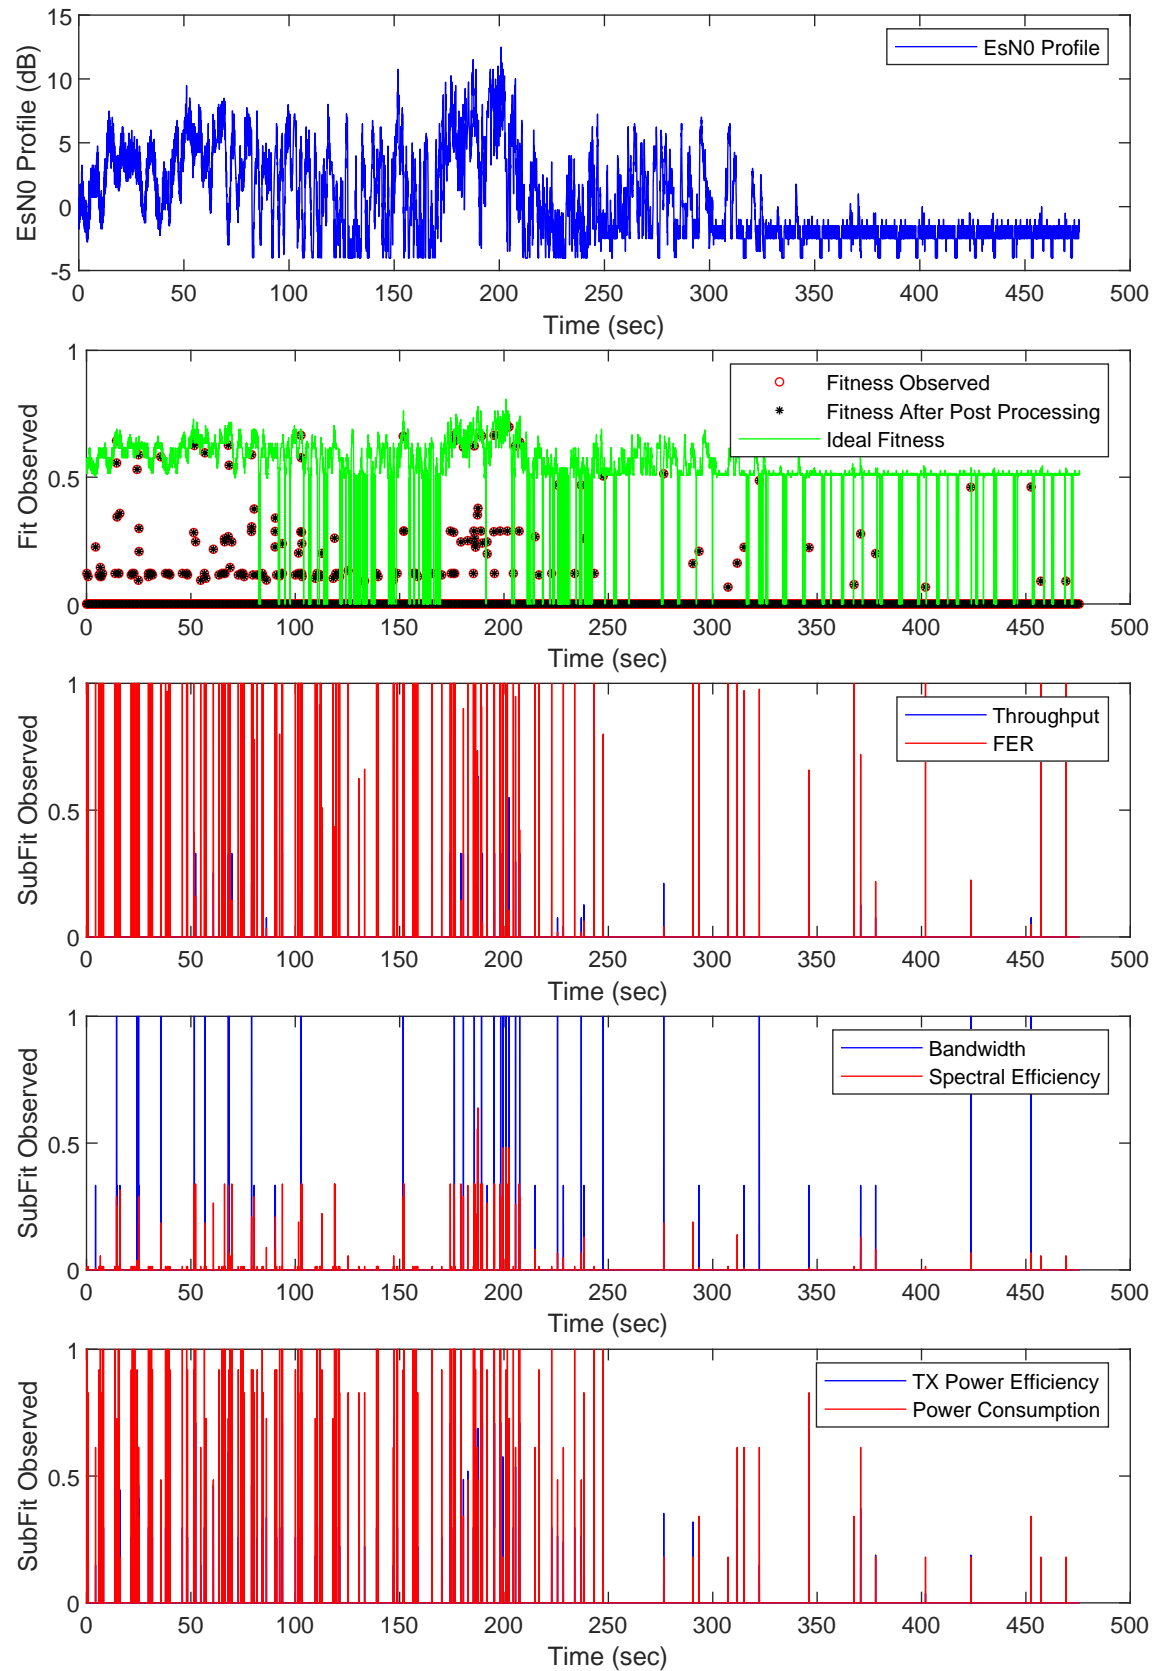 15
10
5
0
-5
EsN0 Profile (dB)
EsN0 Profile
0 50 100 150 200 250 300 350 400 450 500
Time (sec)
1
0.5
0
Fit Observed
Fitness Observed
Fitness After Post Processing
Ideal Fitness
0 50 100 150 200 250 300 350 400 450 500
Time (sec)
1
0.5
0
SubFit Observed
Throughput
FER
0 50 100 150 200 250 300 350 400 450 500
Time (sec)
1
0.5
0
SubFit Observed
Bandwidth
Spectral Efficiency
0 50 100 150 200 250 300 350 400 450 500
Time (sec)
1
0.5
0
SubFit Observed
TX Power Efficiency
Power Consumption
0 50 100 150 200 250 300 350 400 450 500
Time (sec)